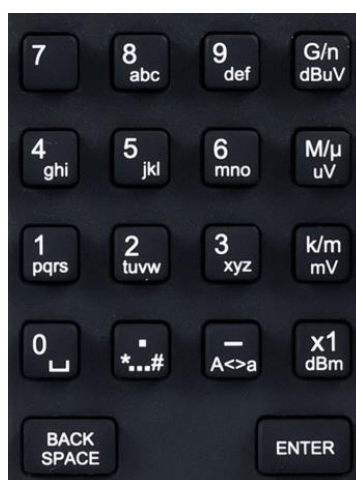 7 8 9 G/n
abc def dBuV
4 5 6 M/µ
ghi jkl mno uV
1 2 3 k/m
pqrs tuvw xyz mV
0 . – x1
␣ *...# A<>a dBm
BACK
SPACE ENTER